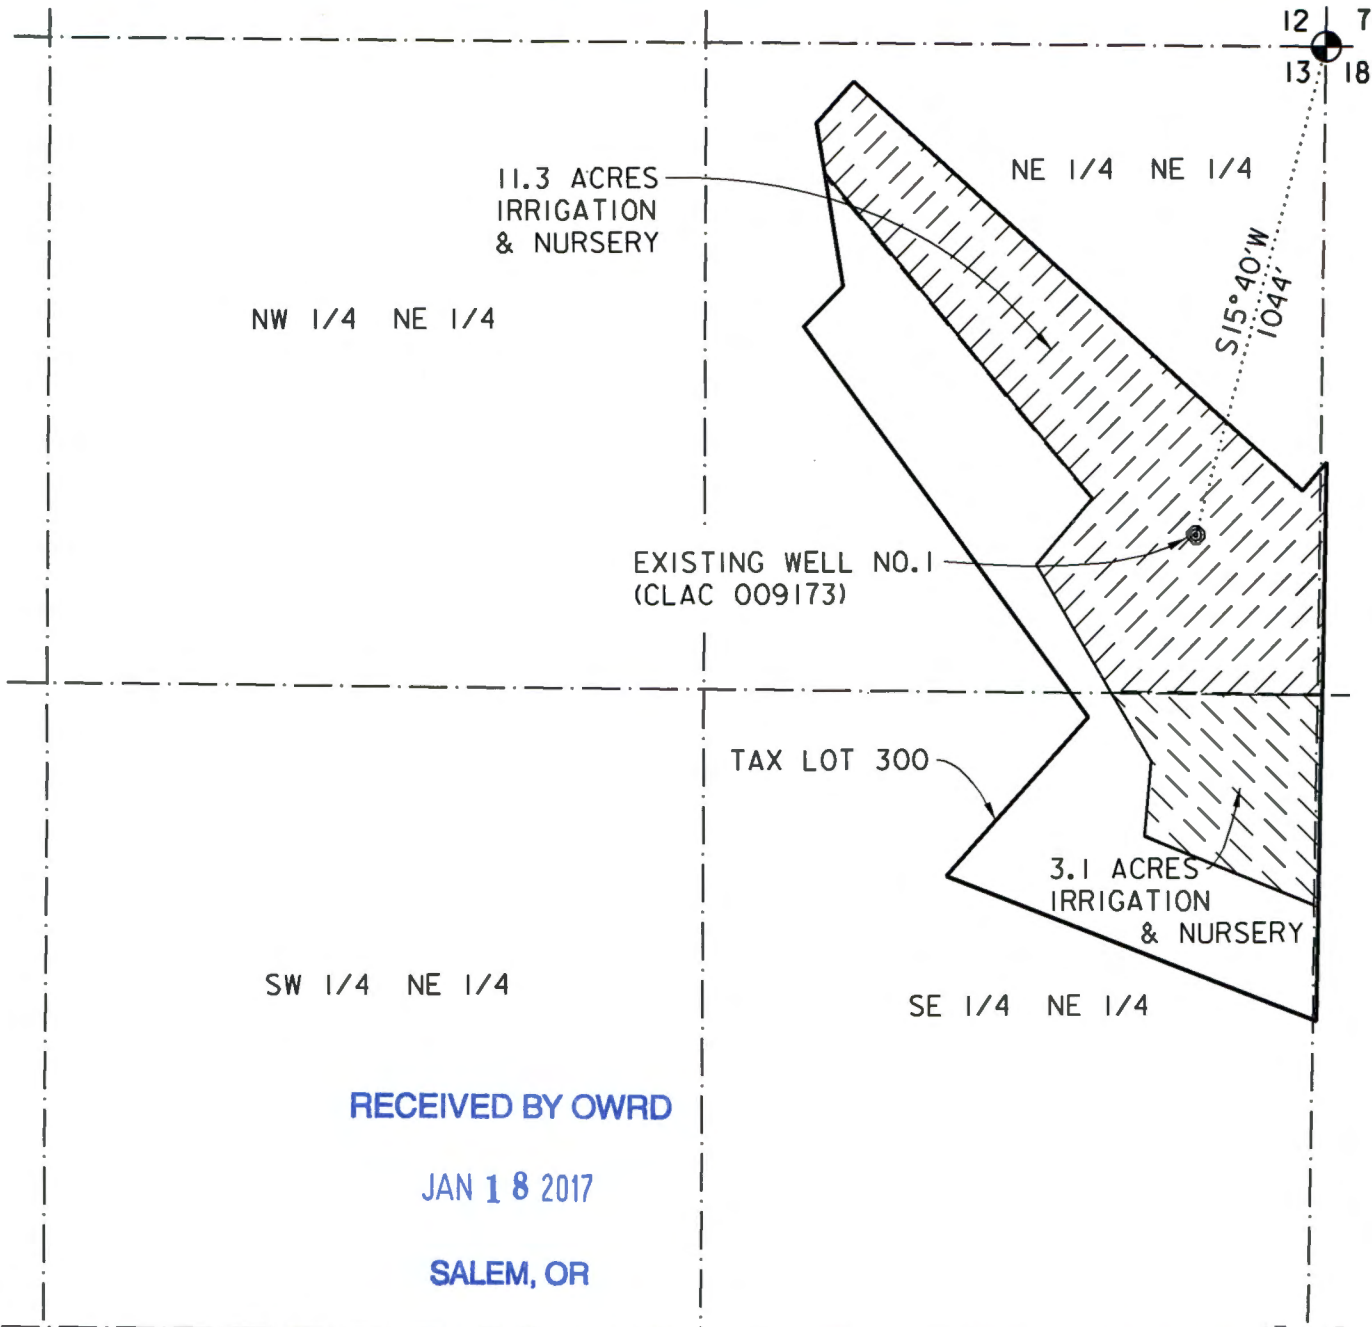 12 7
13 18
NE 1/4 NE 1/4
11.3 ACRES
IRRIGATION
& NURSERY
S15°40'W
1044'
NW 1/4 NE 1/4
EXISTING WELL NO.1
(CLAC 009173)
TAX LOT 300
3.1 ACRES
IRRIGATION
& NURSERY
SW 1/4 NE 1/4
SE 1/4 NE 1/4
RECEIVED BY OWRD
JAN 18 2017
SALEM, OR